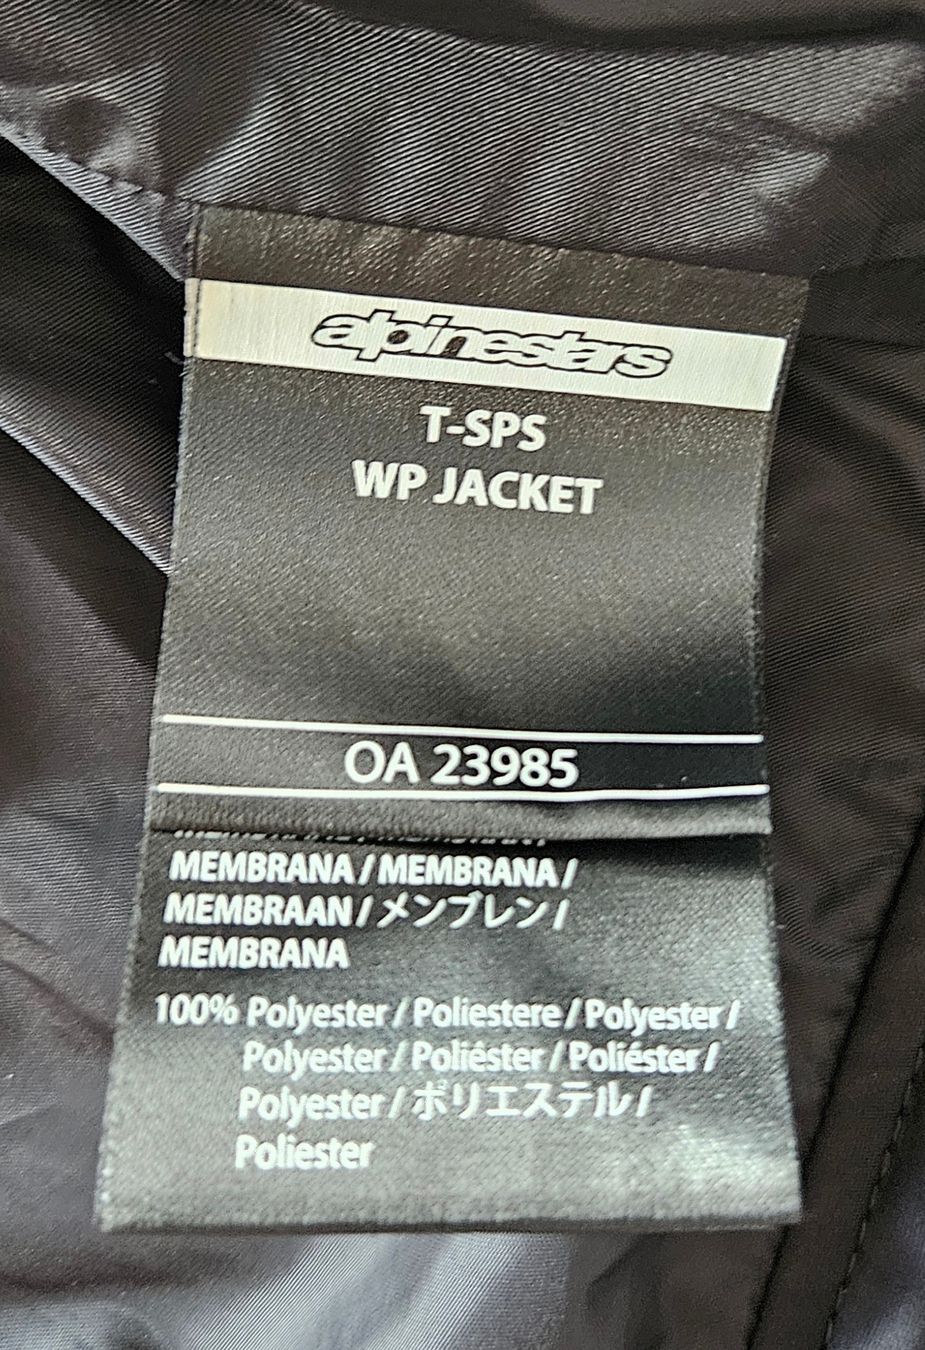 alpinestars
T-SPS
WP JACKET
OA 23985
MEMBRANA / MEMBRANA /
MEMBRAAN / メンブレン /
MEMBRANA
100% Polyester / Poliestere / Polyester /
Polyester / Poliéster / Poliéster /
Polyester / ポリエステル /
Poliester